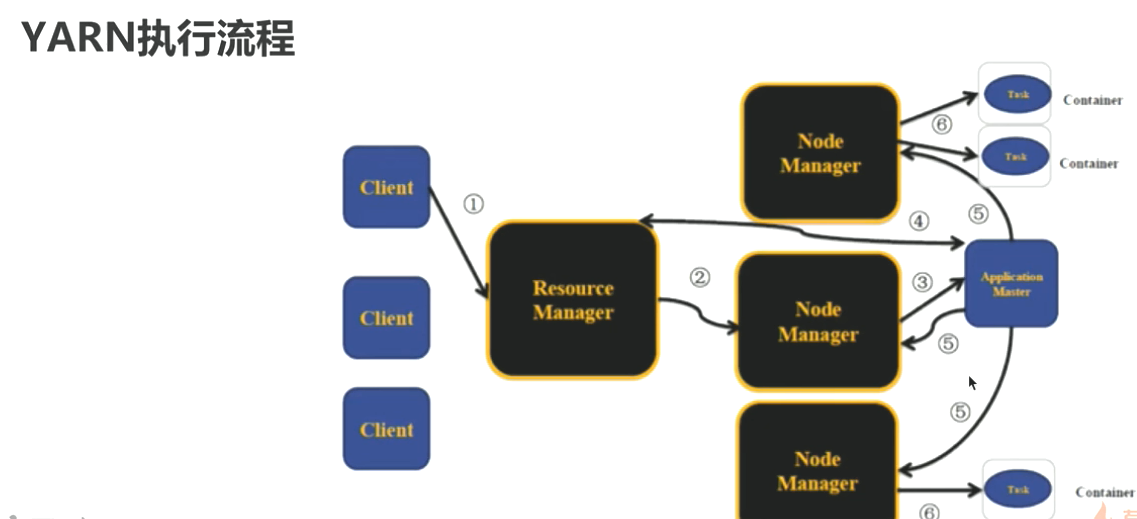 YARN执行流程
Client
Client
Client
①
Resource
Manager
②
Node
Manager
Node
Manager
Node
Manager
③
④
⑤
⑤
⑤
Application
Master
⑥
⑥
Task
Container
Task
Container
Task
Container